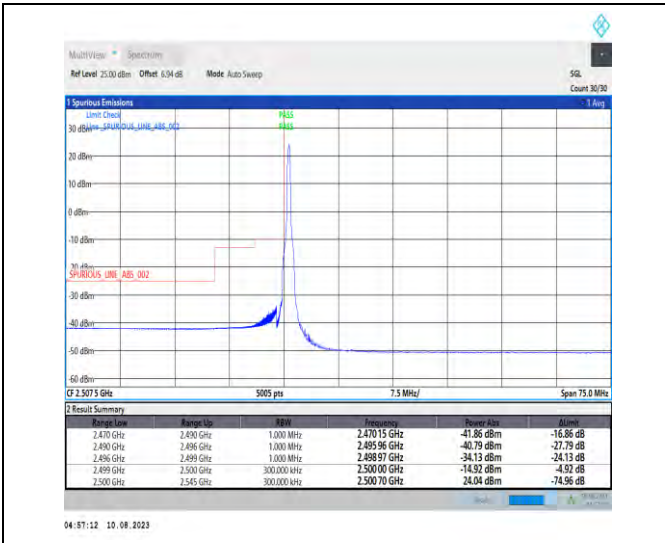 MultiView Spectrum
Ref Level 25.00 dBm Offset 6.94 dB Mode Auto Sweep SGL
Count 30/30
1 Spurious Emissions 1 Avg
Limit Check PASS
30 dBm Line _SPURIOUS_LINE_ABS_002 PASS
20 dBm
10 dBm
0 dBm
-10 dBm
-20 dBm
SPURIOUS_LINE_ABS_002
-30 dBm
-40 dBm
-50 dBm
-60 dBm
CF 2.507 5 GHz 5005 pts 7.5 MHz/ Span 75.0 MHz
2 Result Summary
Range Low Range Up RBW Frequency Power Abs ΔLimit
2.470 GHz 2.490 GHz 1.000 MHz 2.470 15 GHz -41.86 dBm -16.86 dB
2.490 GHz 2.496 GHz 1.000 MHz 2.495 96 GHz -40.79 dBm -27.79 dB
2.496 GHz 2.499 GHz 1.000 MHz 2.498 97 GHz -34.13 dBm -24.13 dB
2.499 GHz 2.500 GHz 300.000 kHz 2.500 00 GHz -14.92 dBm -4.92 dB
2.500 GHz 2.545 GHz 300.000 kHz 2.500 70 GHz 24.04 dBm -74.96 dB
04:57:12 10.08.2023